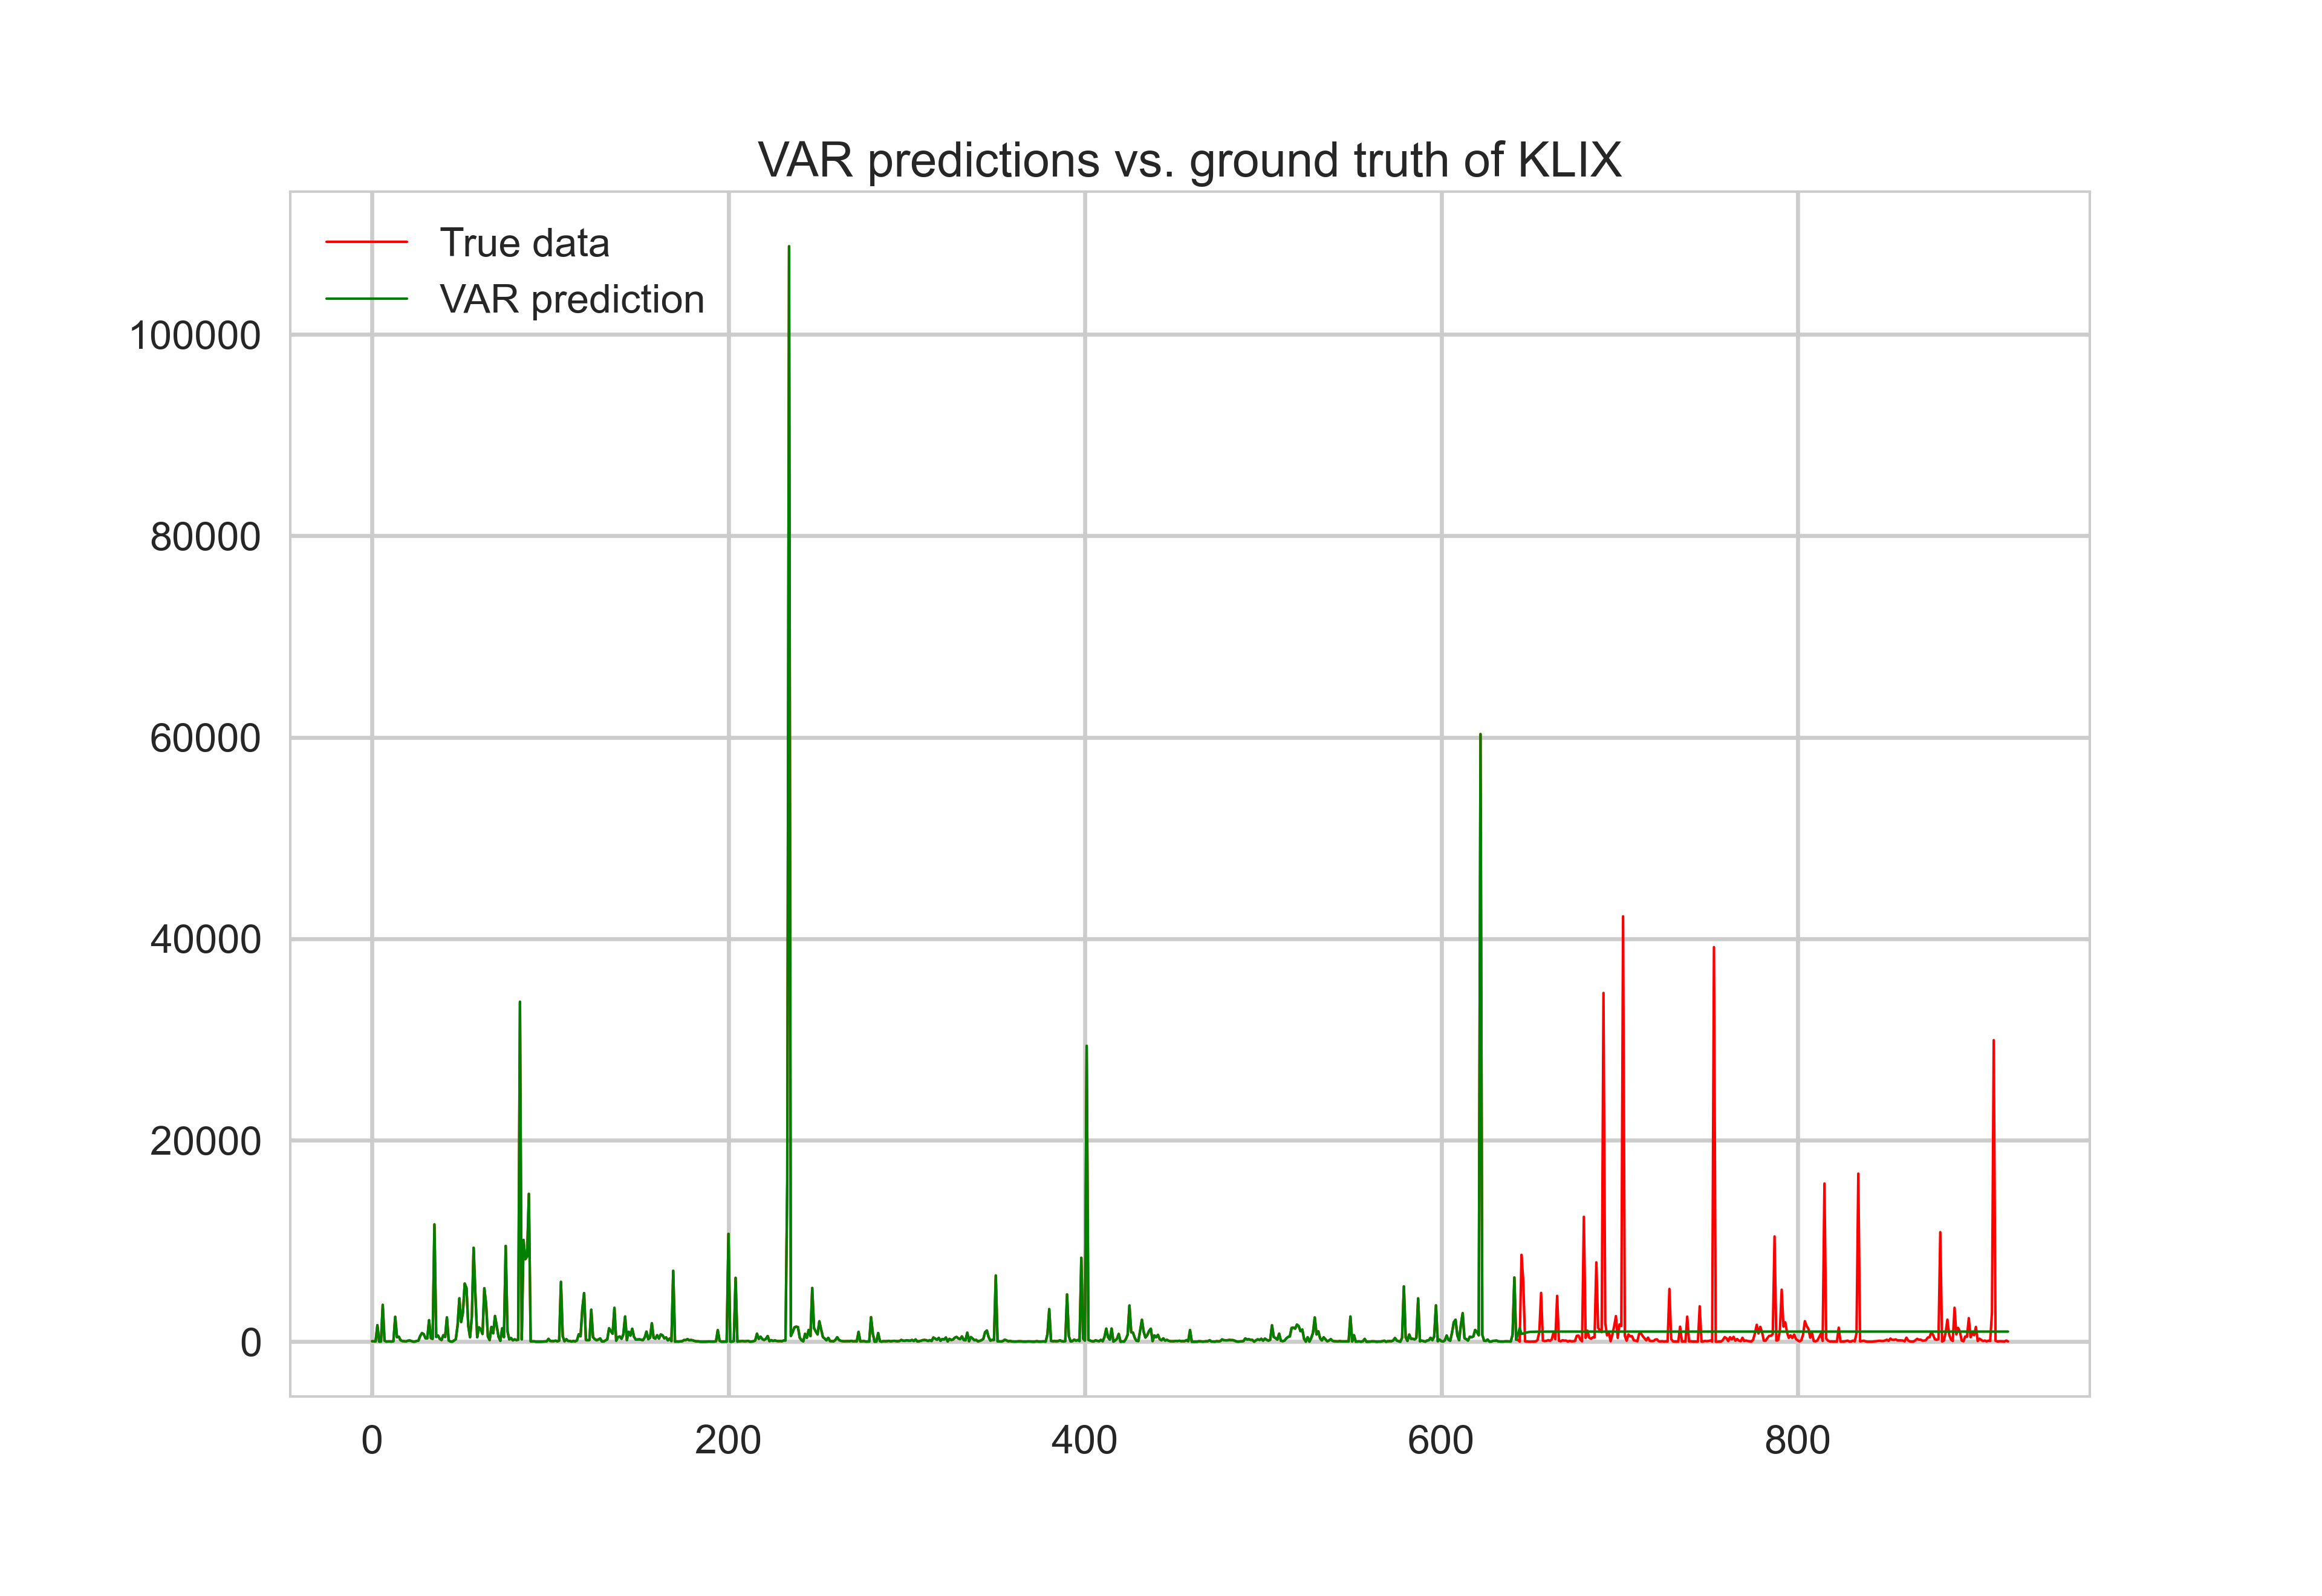 VAR predictions vs. ground truth of KLIX
True data
VAR prediction
100000
80000
60000
40000
20000
0
0 200 400 600 800